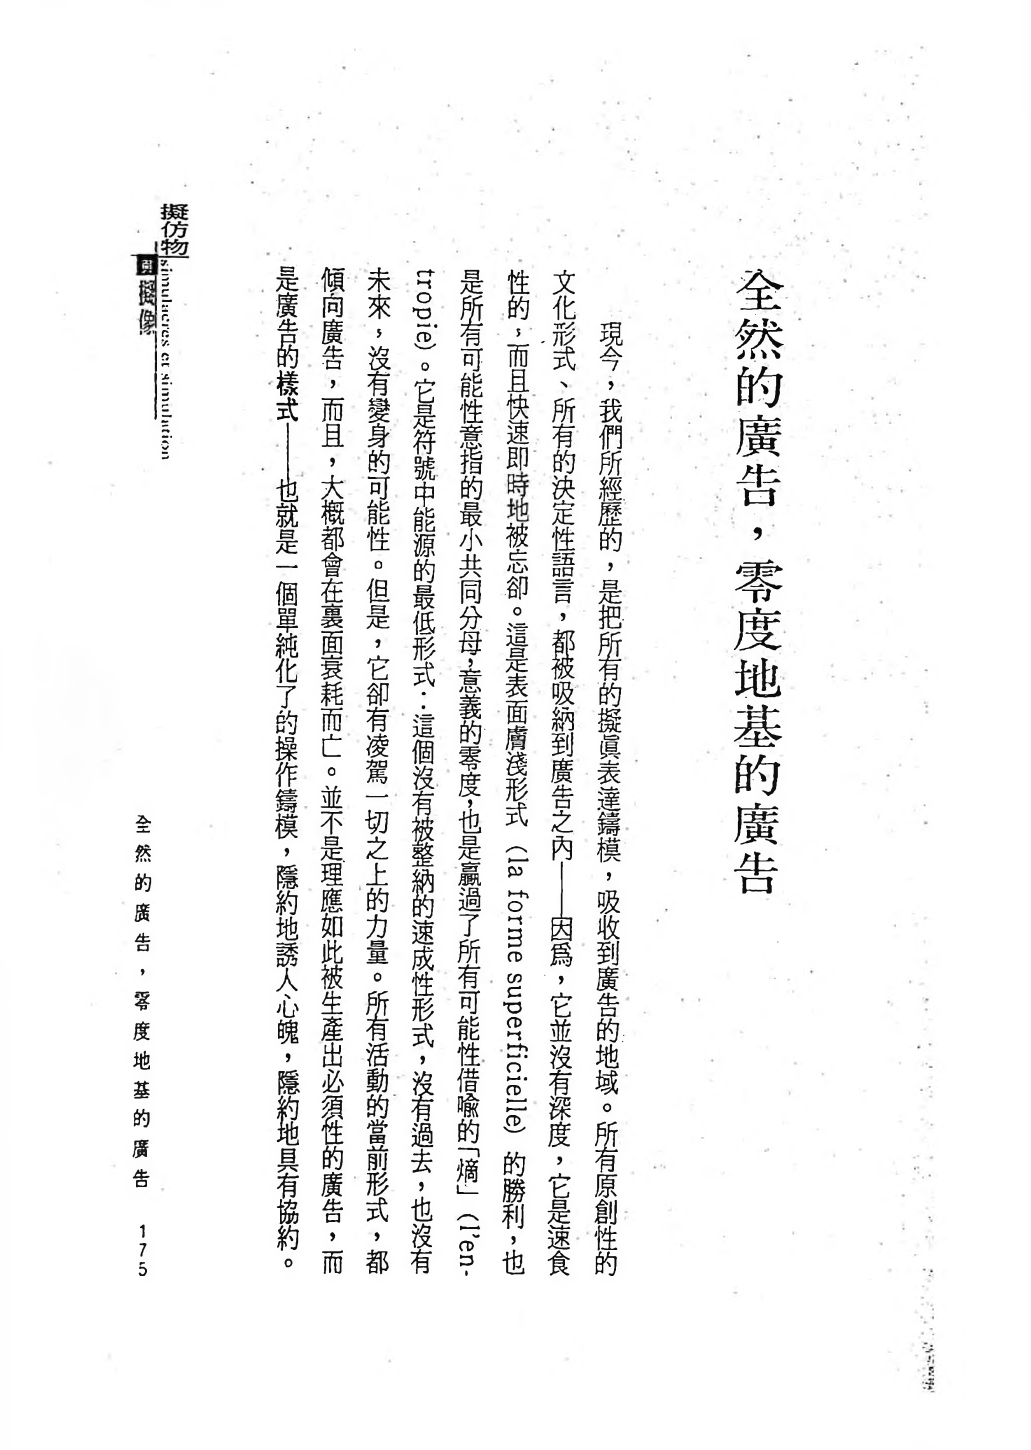 全然的廣告，零度地基的廣告
現今，我們所經歷的，是把所有的擬眞表達鑄模，吸收到廣告的地域。所有原創性的
文化形式、所有的決定性語言，都被吸納到廣告之內——因爲，它並沒有深度，它是速食
性的，而且快速即時地被忘卻。這是表面膚淺形式（la forme superficielle）的勝利，也
是所有可能性意指的最小共同分母，意義的零度，也是贏過了所有可能性借喩的「熵」（l'en-
tropie）。它是符號中能源的最低形式：這個沒有被整納的速成性形式，沒有過去，也沒有
未來，沒有變身的可能性。但是，它卻有凌駕一切之上的力量。所有活動的當前形式，都
傾向廣告，而且，大概都會在裏面衰耗而亡。並不是理應如此被生產出必須性的廣告，而
是廣告的樣式——也就是一個單純化了的操作鑄模，隱約地誘人心魄，隱約地具有協約。
擬仿物
simulacres et simulation
與擬像
全然的廣告，零度地基的廣告 175